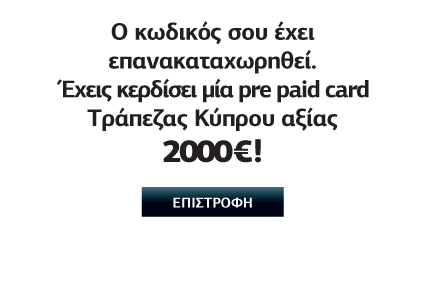 Ο κωδικός σου έχει
επανακαταχωρηθεί.
Έχεις κερδίσει μία pre paid card
Τράπεζας Κύπρου αξίας
2000€!
ΕΠΙΣΤΡΟΦΗ